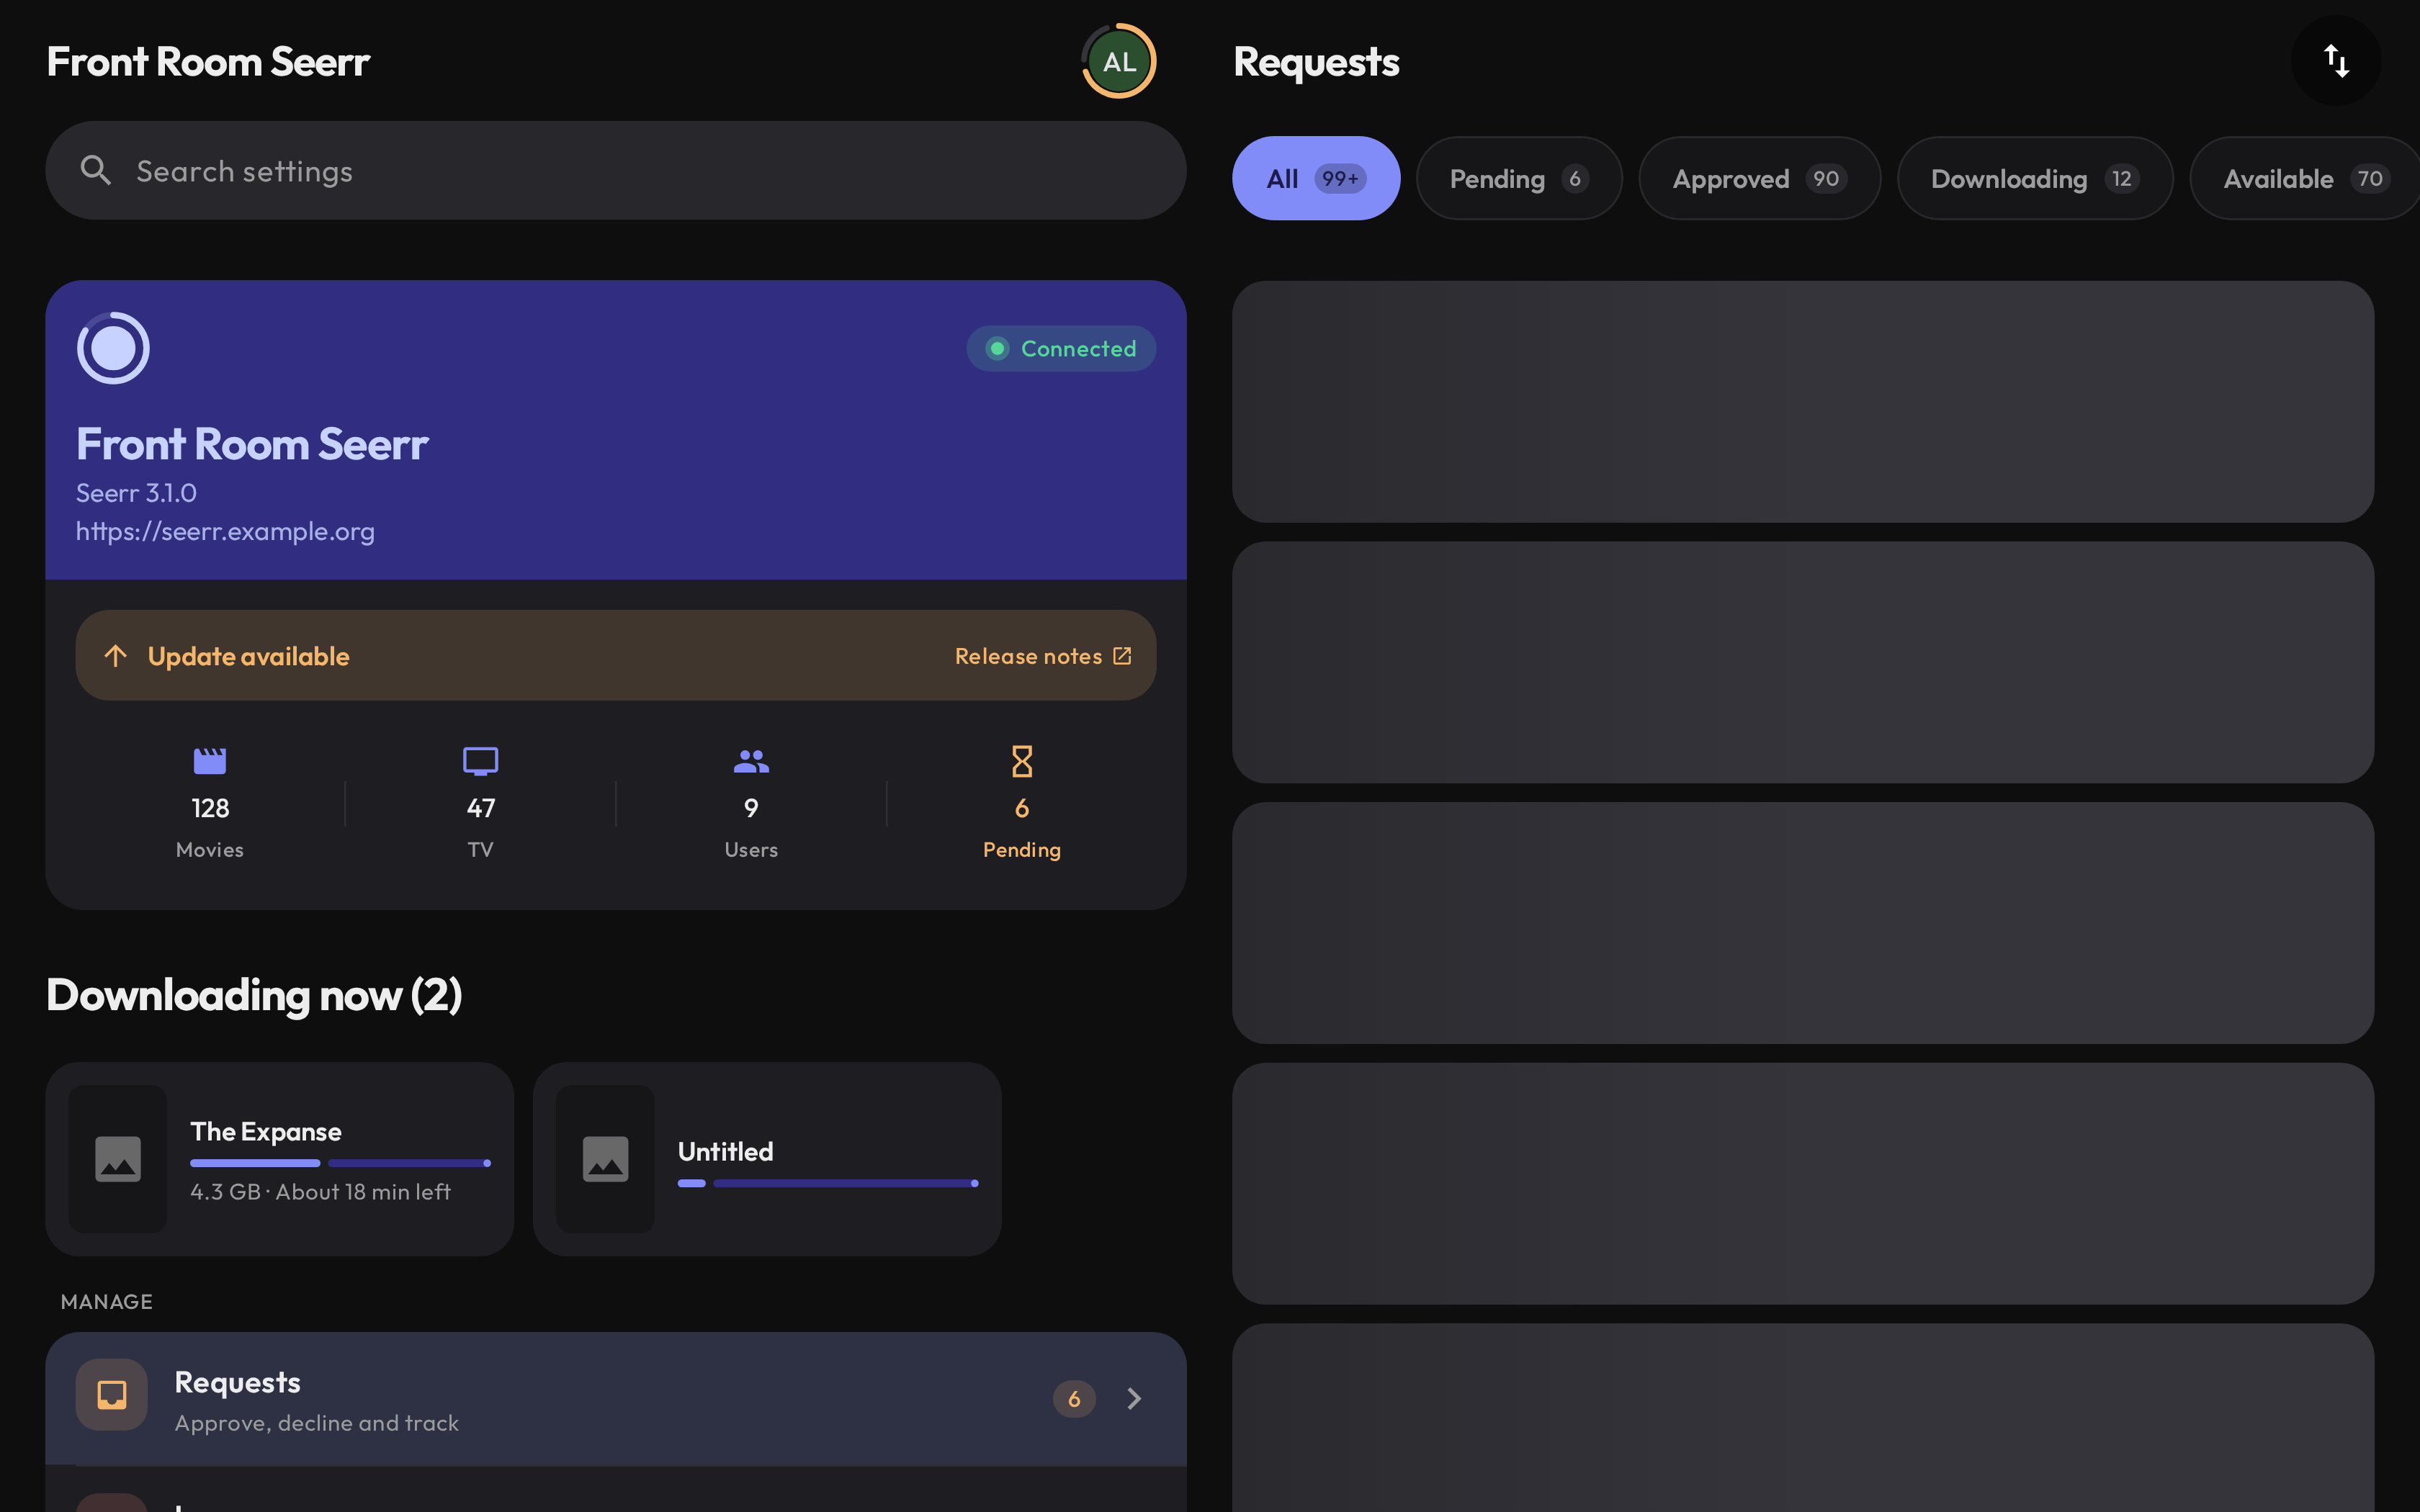 Front Room Seerr
AL
Search settings
Connected
Front Room Seerr
Seerr 3.1.0
https://seerr.example.org
Update available
Release notes
128
Movies
47
TV
9
Users
6
Pending
Downloading now (2)
The Expanse
4.3 GB · About 18 min left
Untitled
MANAGE
Requests
Approve, decline and track
6
Requests
All 99+
Pending 6
Approved 90
Downloading 12
Available 70